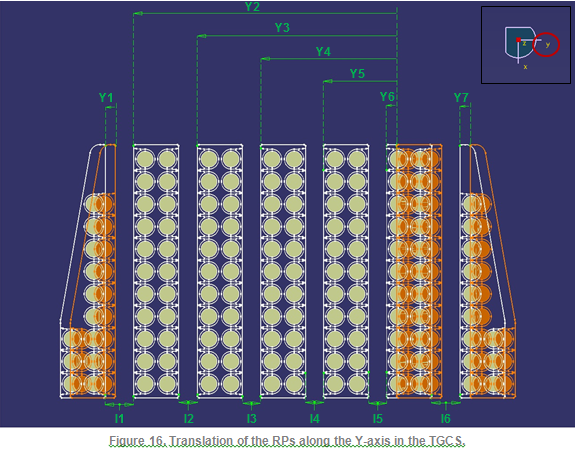 Y2
Y3
Y4
Y5
Y1
Y6
Y7
z
y
x
I1
I2
I3
I4
I5
I6
Figure 16. Translation of the RPs along the Y-axis in the TGCS.